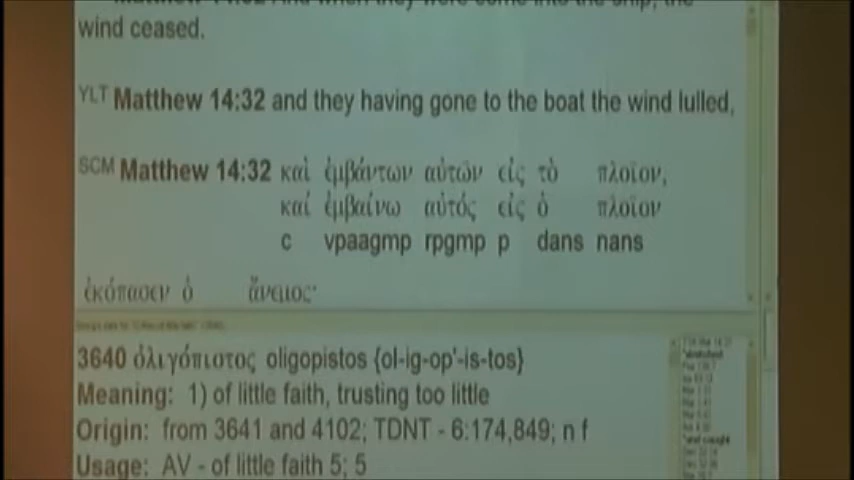 wind ceased.
YLT Matthew 14:32 and they having gone to the boat the wind lulled,
SCM Matthew 14:32 καὶ ἐμβάντων αὐτῶν εἰς τὸ πλοῖον,
καί ἐμβαίνω αὐτός εἰς ὁ πλοῖον
c vpaagmp rpgmp p dans nans
ἐκόπασεν ὁ ἄνεμος·
3640 ὀλιγόπιστος oligopistos {ol-ig-op'-is-tos}
Meaning: 1) of little faith, trusting too little
Origin: from 3641 and 4102; TDNT - 6:174,849; n f
Usage: AV - of little faith 5; 5